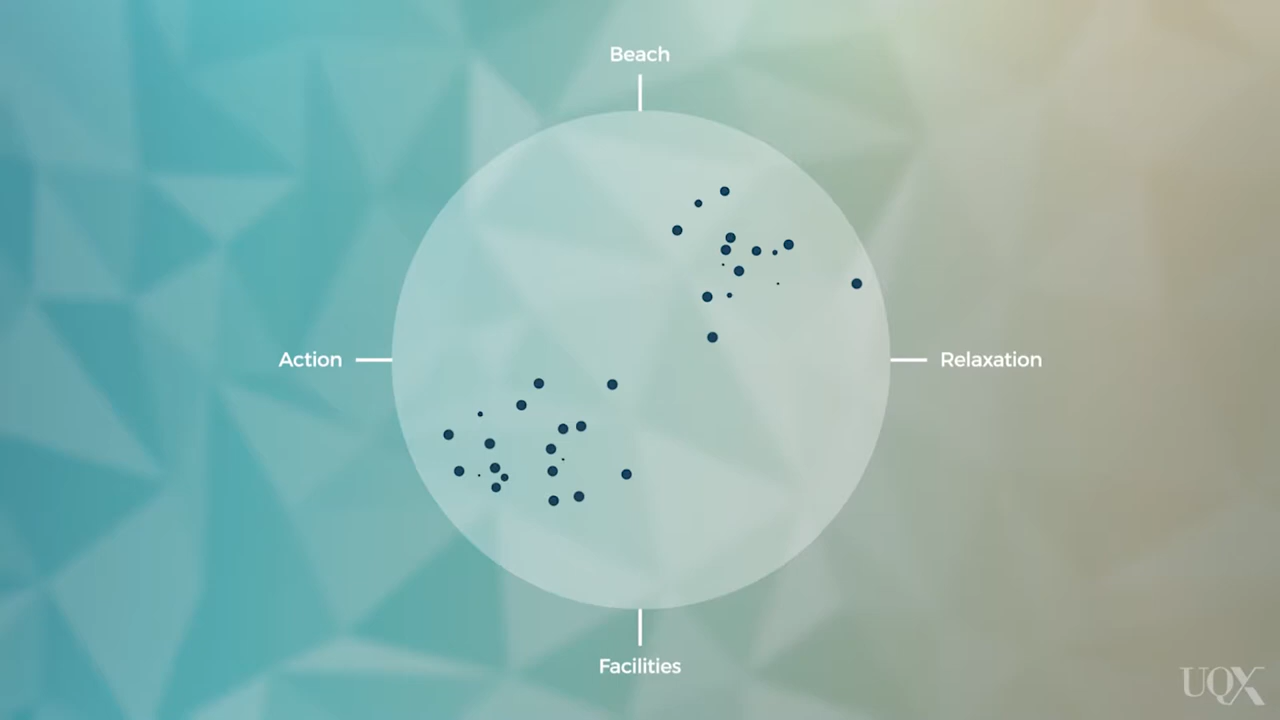 Beach
Action
Relaxation
Facilities
UQX